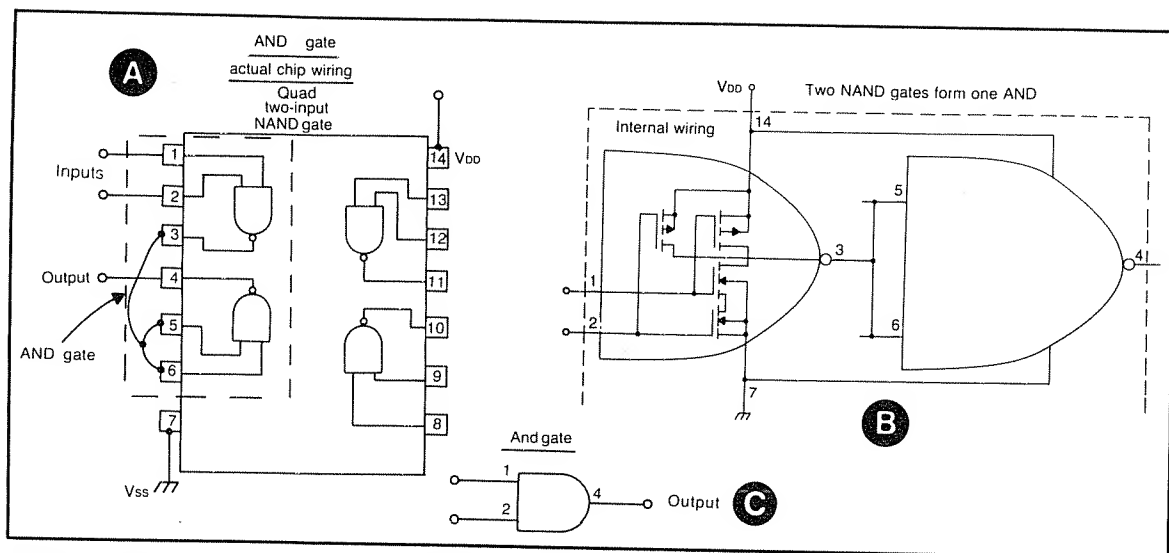 A
AND gate
actual chip wiring
Quad
two-input
NAND gate
Inputs
Output
AND gate
1
2
3
4
5
6
7
14
13
12
11
10
9
8
VDD
Vss
VDD
Two NAND gates form one AND
Internal wiring
14
1
2
3
5
6
4
7
B
And gate
1
2
4
Output
C